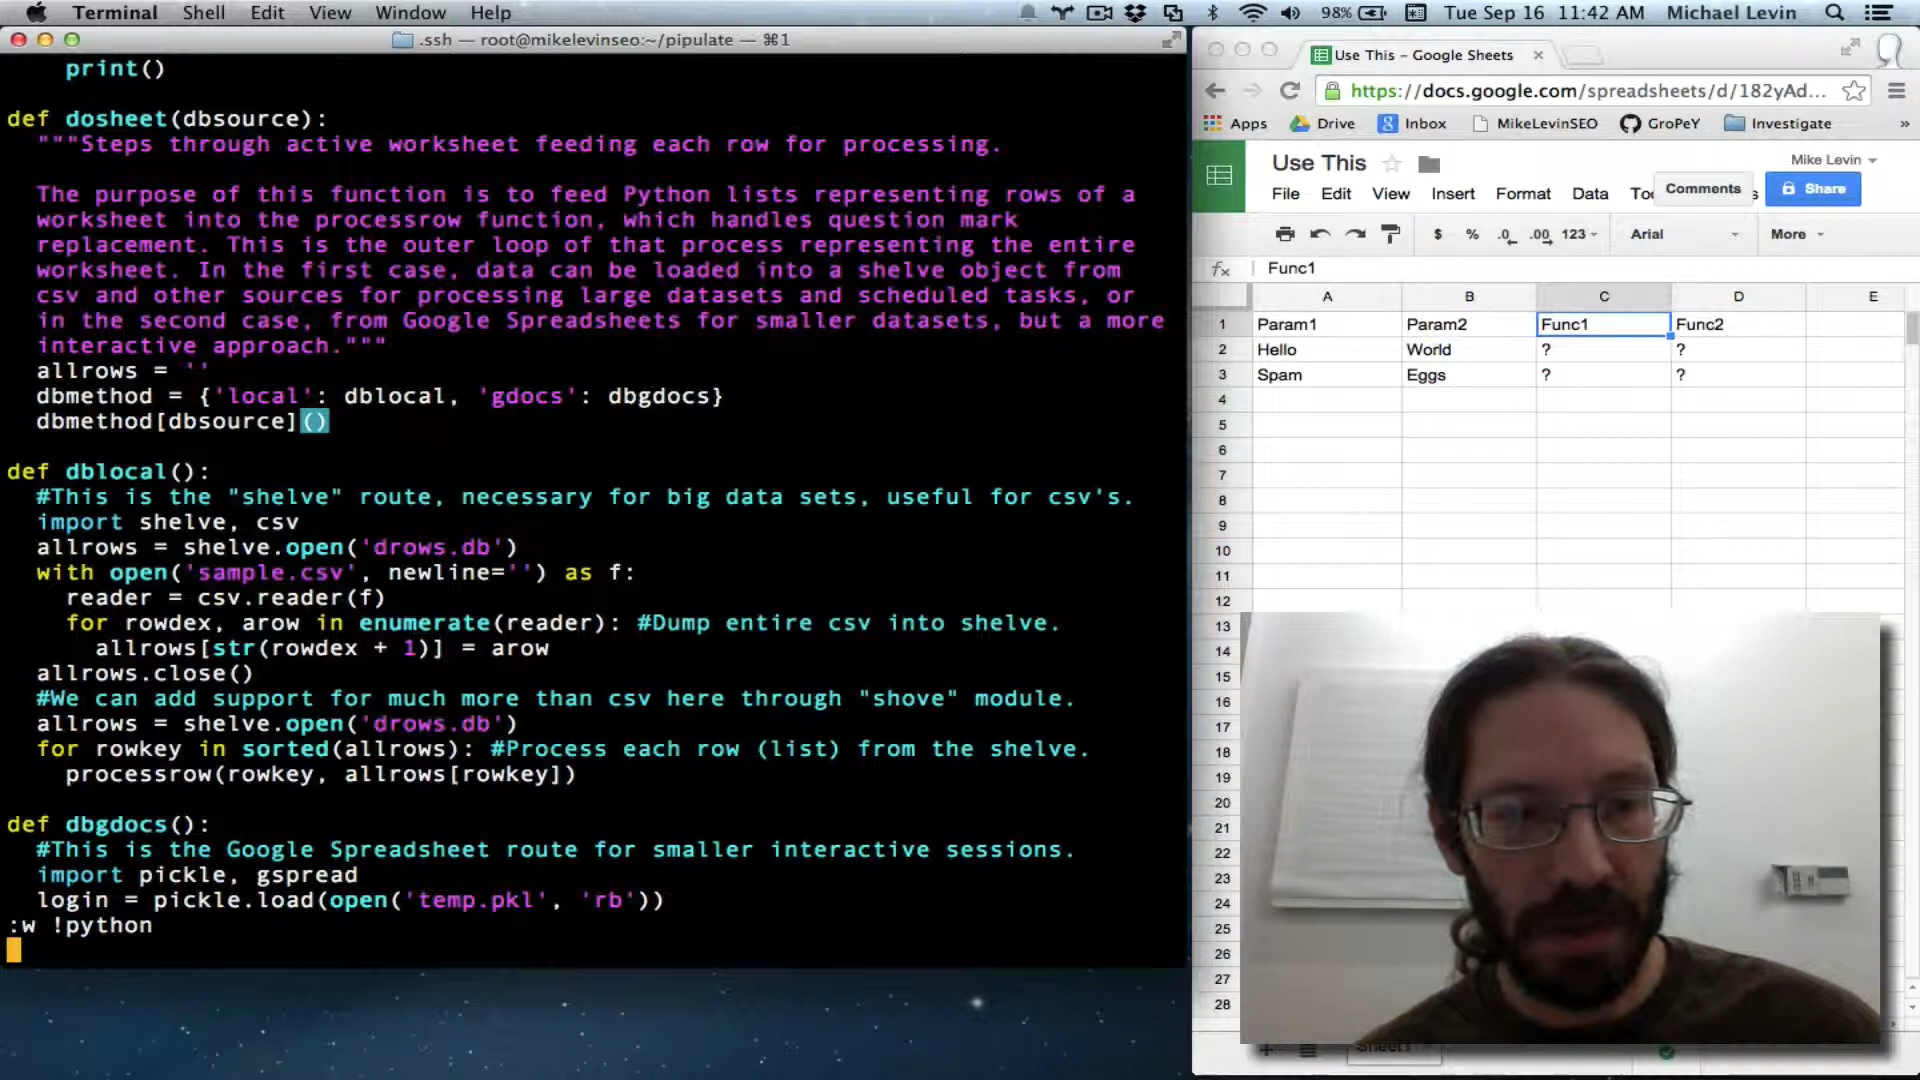 Terminal Shell Edit View Window Help 98% Tue Sep 16 11:42 AM Michael Levin
.ssh — root@mikelevinseo:~/pipulate — ⌘1
print()
def dosheet(dbsource):
"""Steps through active worksheet feeding each row for processing.
The purpose of this function is to feed Python lists representing rows of a
worksheet into the processrow function, which handles question mark
replacement. This is the outer loop of that process representing the entire
worksheet. In the first case, data can be loaded into a shelve object from
csv and other sources for processing large datasets and scheduled tasks, or
in the second case, from Google Spreadsheets for smaller datasets, but a more
interactive approach."""
allrows = ''
dbmethod = {'local': dblocal, 'gdocs': dbgdocs}
dbmethod[dbsource]()
def dblocal():
#This is the "shelve" route, necessary for big data sets, useful for csv's.
import shelve, csv
allrows = shelve.open('drows.db')
with open('sample.csv', newline='') as f:
reader = csv.reader(f)
for rowdex, arow in enumerate(reader): #Dump entire csv into shelve.
allrows[str(rowdex + 1)] = arow
allrows.close()
#We can add support for much more than csv here through "shove" module.
allrows = shelve.open('drows.db')
for rowkey in sorted(allrows): #Process each row (list) from the shelve.
processrow(rowkey, allrows[rowkey])
def dbgdocs():
#This is the Google Spreadsheet route for smaller interactive sessions.
import pickle, gspread
login = pickle.load(open('temp.pkl', 'rb'))
:w !python
Use This – Google Sheets
https://docs.google.com/spreadsheets/d/182yAd...
Apps Drive Inbox MikeLevinSEO GroPeY Investigate »
Use This Mike Levin
File Edit View Insert Format Data Comments Share
$ % .0 .00 123 Arial More
fx Func1
A B C D E
1 Param1 Param2 Func1 Func2
2 Hello World ? ?
3 Spam Eggs ? ?
4
5
6
7
8
9
10
11
12
13
14
15
16
17
18
19
20
21
22
23
24
25
26
27
28